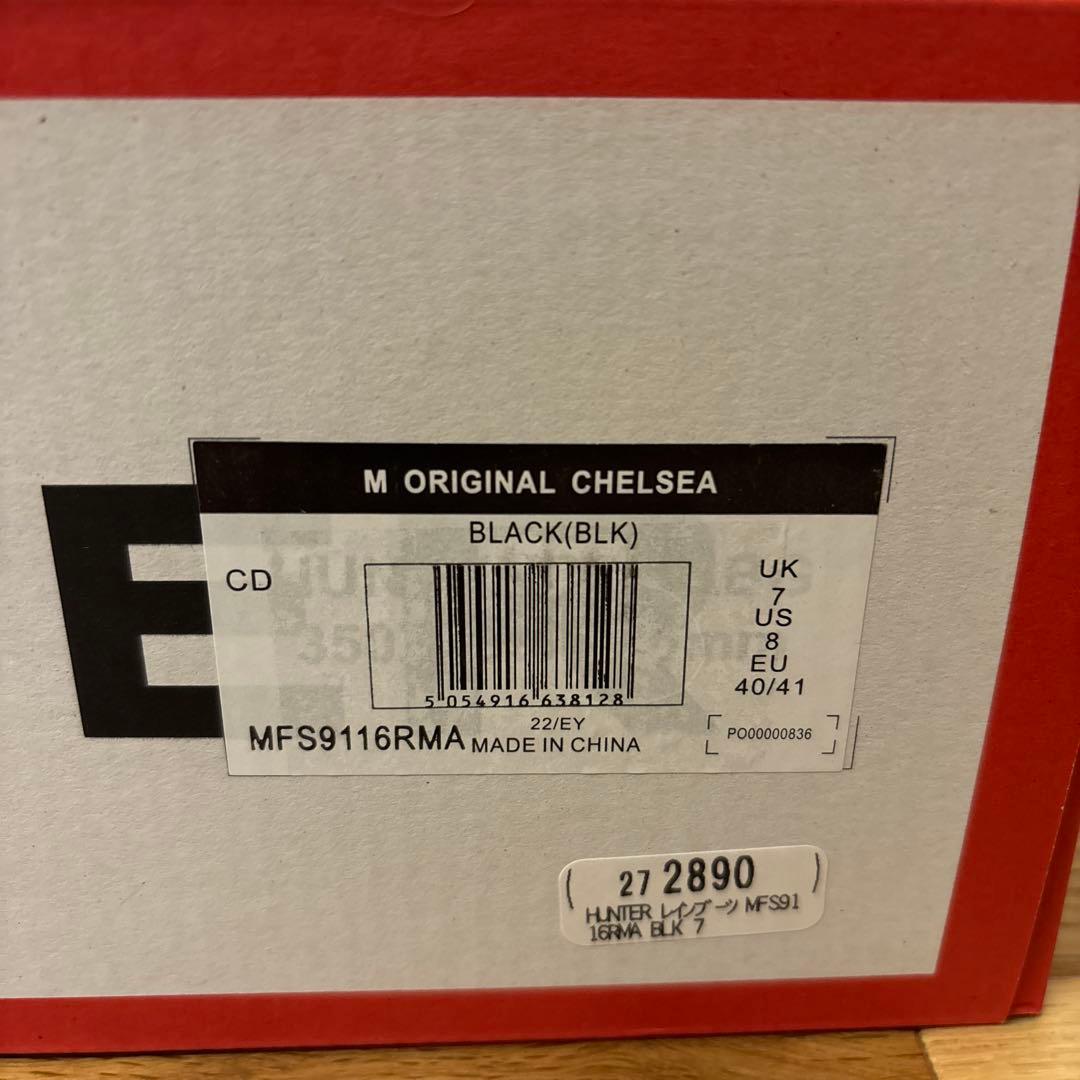 E
M ORIGINAL CHELSEA
BLACK(BLK)
CD
UK
7
US
8
EU
40/41
5 054916 638128
22/EY
MFS9116RMA MADE IN CHINA
PO00000836
( 27 2890 )
HUNTER レインブーツ MFS91
16RMA BLK 7